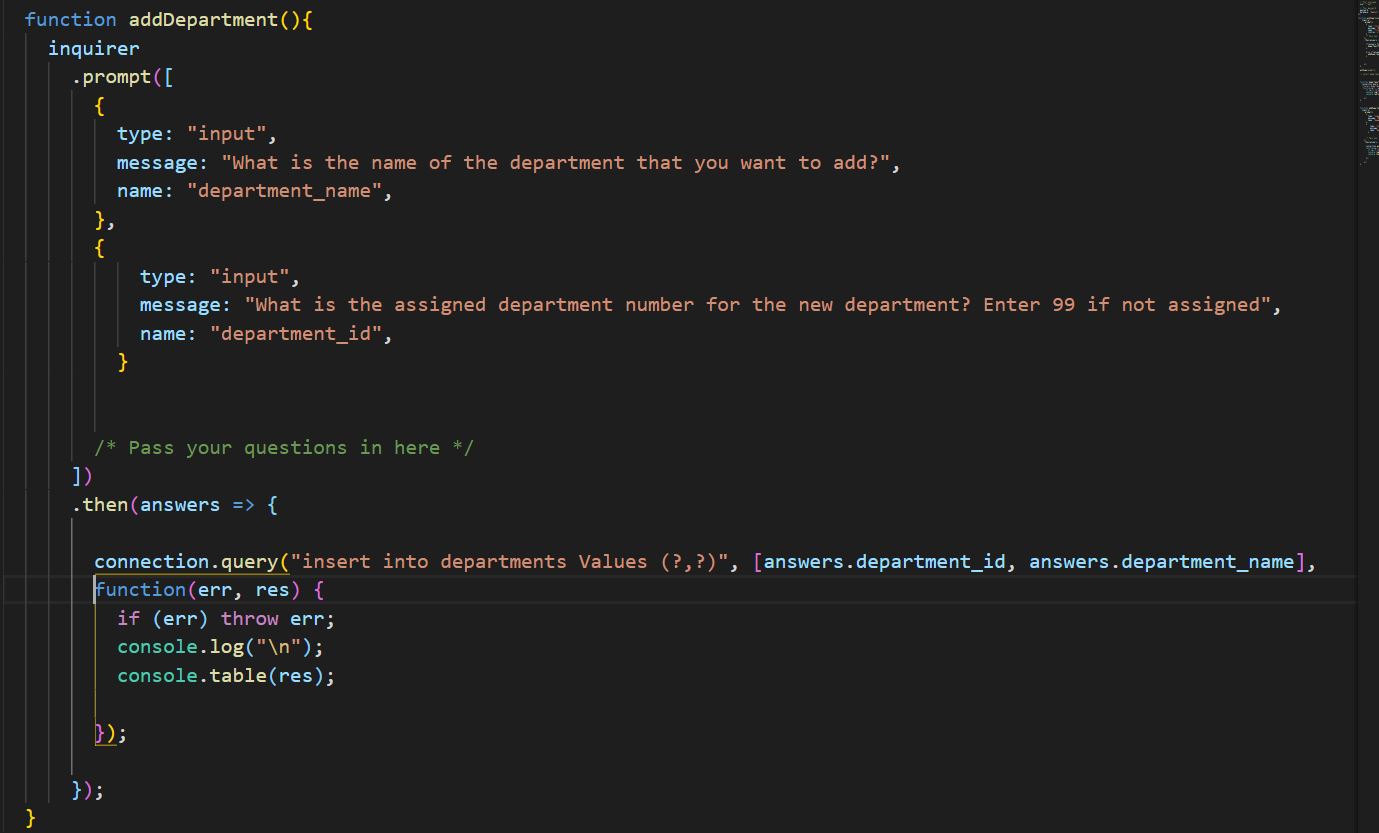 function addDepartment(){
inquirer
.prompt([
{
type: "input",
message: "What is the name of the department that you want to add?",
name: "department_name",
},
{
type: "input",
message: "What is the assigned department number for the new department? Enter 99 if not assigned",
name: "department_id",
}
/* Pass your questions in here */
])
.then(answers => {
connection.query("insert into departments Values (?,?)", [answers.department_id, answers.department_name],
function(err, res) {
if (err) throw err;
console.log("\n");
console.table(res);
});
});
}